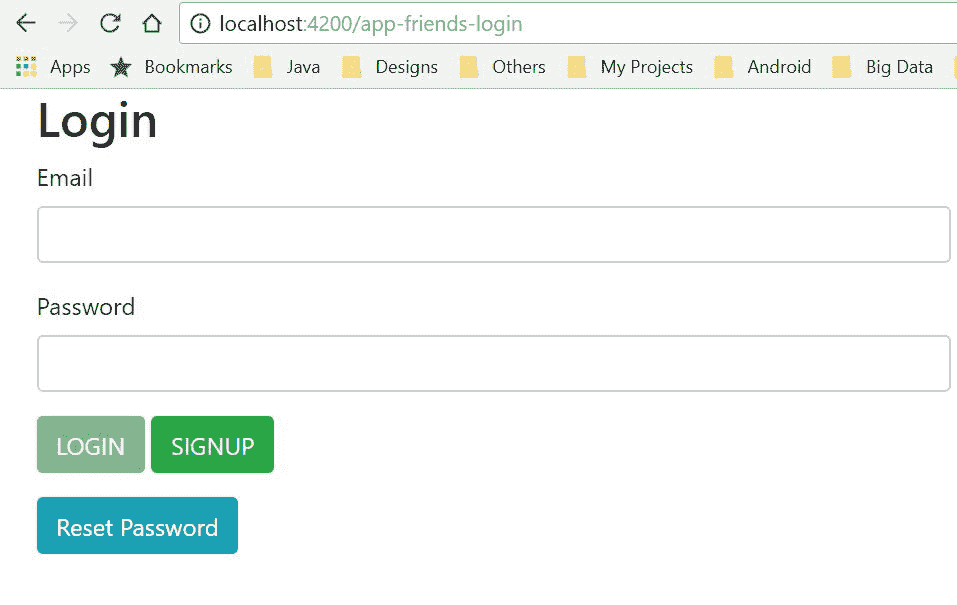 localhost:4200/app-friends-login
Apps Bookmarks Java Designs Others My Projects Android Big Data
Login
Email
Password
LOGIN SIGNUP
Reset Password